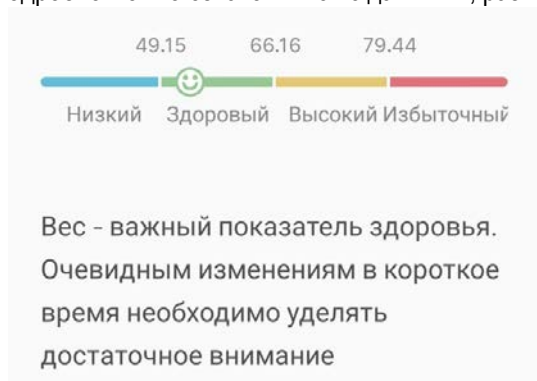 49.15 66.16 79.44
Низкий Здоровый Высокий Избыточный
Вес - важный показатель здоровья.
Очевидным изменениям в короткое
время необходимо уделять
достаточное внимание